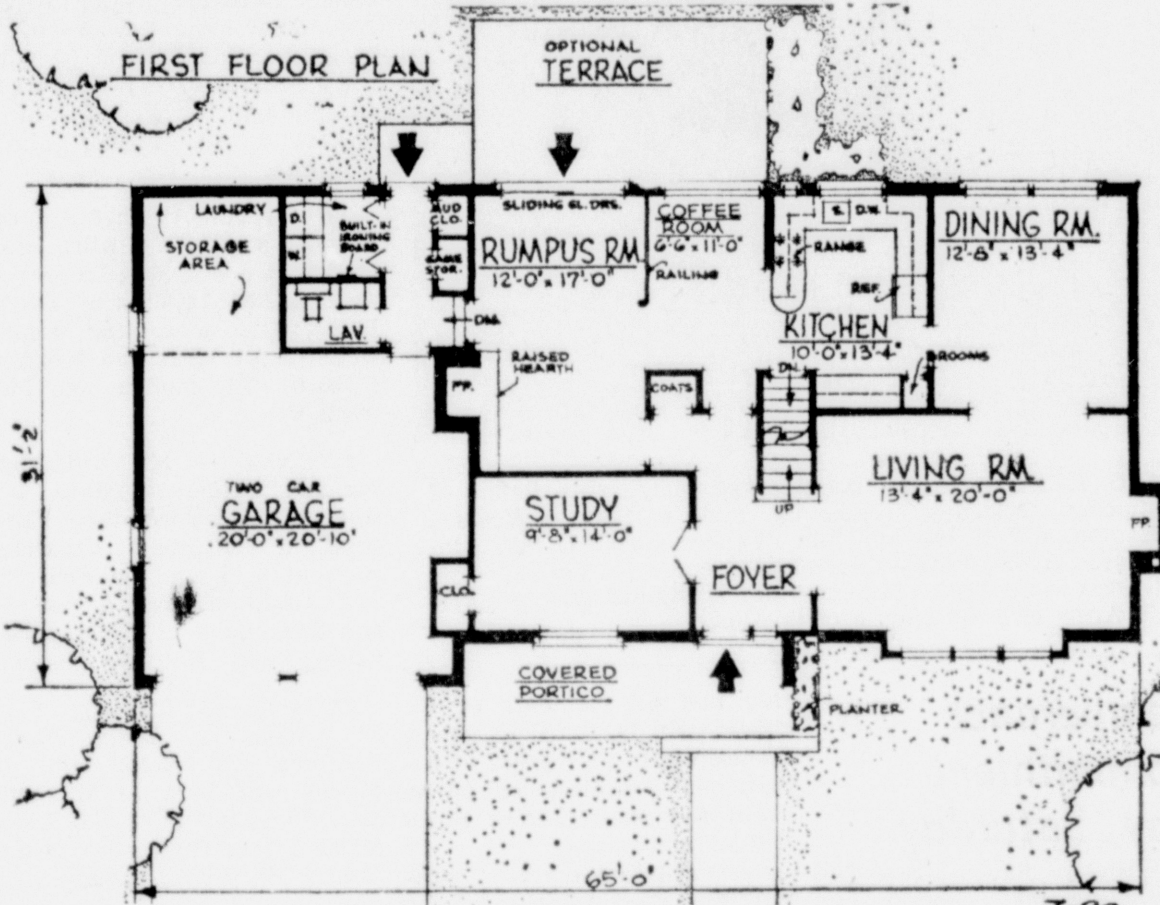 FIRST FLOOR PLAN
OPTIONAL
TERRACE
LAUNDRY
D.
W.
BUILT-IN
IRONING
BOARD
MUD
CLO.
GAME
STOR.
STORAGE
AREA
LAV.
SLIDING GL. DRS.
RUMPUS RM.
12'-0" x 17'-0"
DN.
RAISED
HEARTH
FP.
COFFEE
ROOM
6'-6" x 11'-0"
RAILING
S.
D.W.
RANGE
REF.
KITCHEN
10'-0" x 13'-4"
BROOMS
DINING RM.
12'-8" x 13'-4"
COATS
DN.
UP
LIVING RM.
13'-4" x 20'-0"
FP.
TWO CAR
GARAGE
20'-0" x 20'-10"
STUDY
9'-8" x 14'-0"
CLO.
FOYER
COVERED
PORTICO
PLANTER
31'-2"
65'-0"